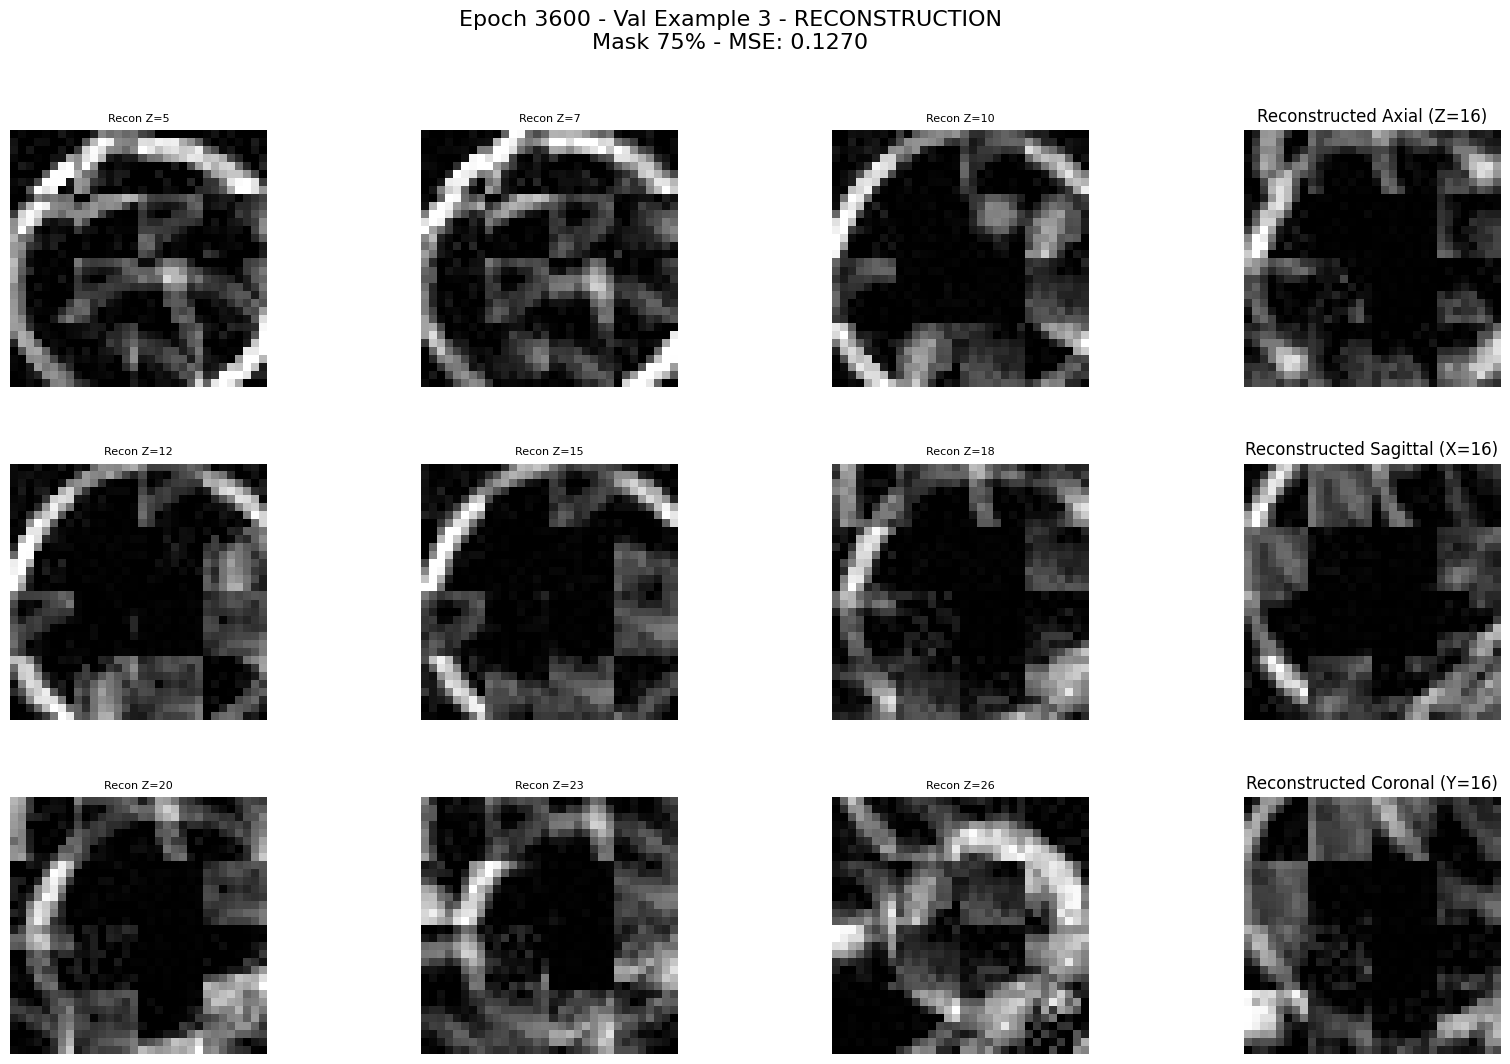 Epoch 3600 - Val Example 3 - RECONSTRUCTION
Mask 75% - MSE: 0.1270
Recon Z=5
Recon Z=7
Recon Z=10
Reconstructed Axial (Z=16)
Recon Z=12
Recon Z=15
Recon Z=18
Reconstructed Sagittal (X=16)
Recon Z=20
Recon Z=23
Recon Z=26
Reconstructed Coronal (Y=16)